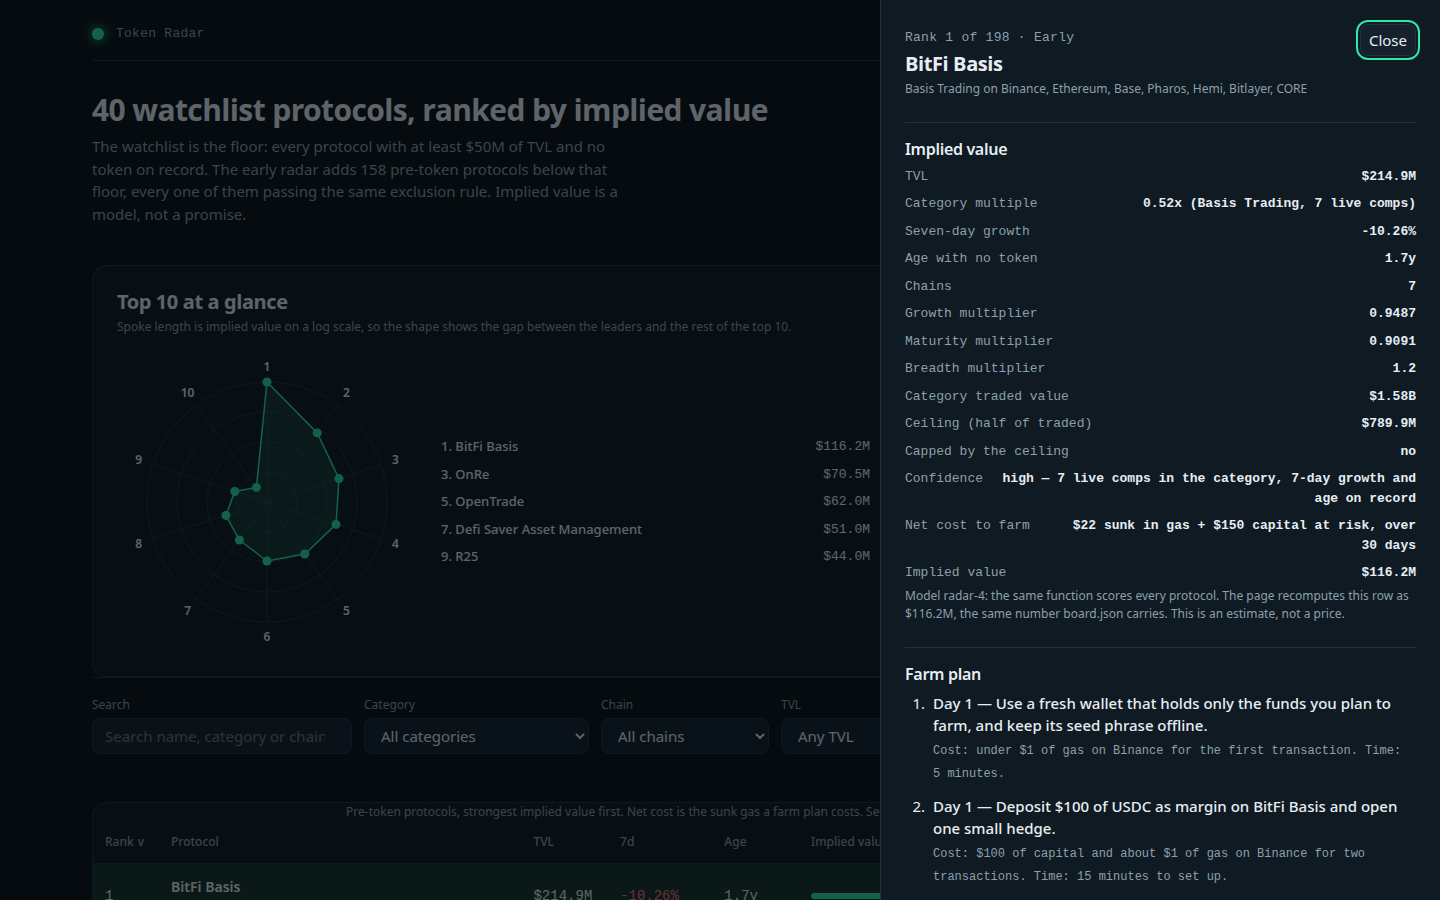 Token Radar
40 watchlist protocols, ranked by implied value
The watchlist is the floor: every protocol with at least $50M of TVL and no
token on record. The early radar adds 158 pre-token protocols below that
floor, every one of them passing the same exclusion rule. Implied value is a
model, not a promise.
Top 10 at a glance
Spoke length is implied value on a log scale, so the shape shows the gap between the leaders and the rest of the top 10.
1
2
3
4
5
6
7
8
9
10
1. BitFi Basis $116.2M
3. OnRe $70.5M
5. OpenTrade $62.0M
7. Defi Saver Asset Management $51.0M
9. R25 $44.0M
Search Category Chain TVL
Search name, category or chain All categories All chains Any TVL
Pre-token protocols, strongest implied value first. Net cost is the sunk gas a farm plan costs. Se
Rank v Protocol TVL 7d Age Implied valu
1 BitFi Basis $214.9M -10.26% 1.7y
Rank 1 of 198 · Early
Close
BitFi Basis
Basis Trading on Binance, Ethereum, Base, Pharos, Hemi, Bitlayer, CORE
Implied value
TVL $214.9M
Category multiple 0.52x (Basis Trading, 7 live comps)
Seven-day growth -10.26%
Age with no token 1.7y
Chains 7
Growth multiplier 0.9487
Maturity multiplier 0.9091
Breadth multiplier 1.2
Category traded value $1.58B
Ceiling (half of traded) $789.9M
Capped by the ceiling no
Confidence high — 7 live comps in the category, 7-day growth and
age on record
Net cost to farm $22 sunk in gas + $150 capital at risk, over
30 days
Implied value $116.2M
Model radar-4: the same function scores every protocol. The page recomputes this row as
$116.2M, the same number board.json carries. This is an estimate, not a price.
Farm plan
1. Day 1 — Use a fresh wallet that holds only the funds you plan to
farm, and keep its seed phrase offline.
Cost: under $1 of gas on Binance for the first transaction. Time:
5 minutes.
2. Day 1 — Deposit $100 of USDC as margin on BitFi Basis and open
one small hedge.
Cost: $100 of capital and about $1 of gas on Binance for two
transactions. Time: 15 minutes to set up.